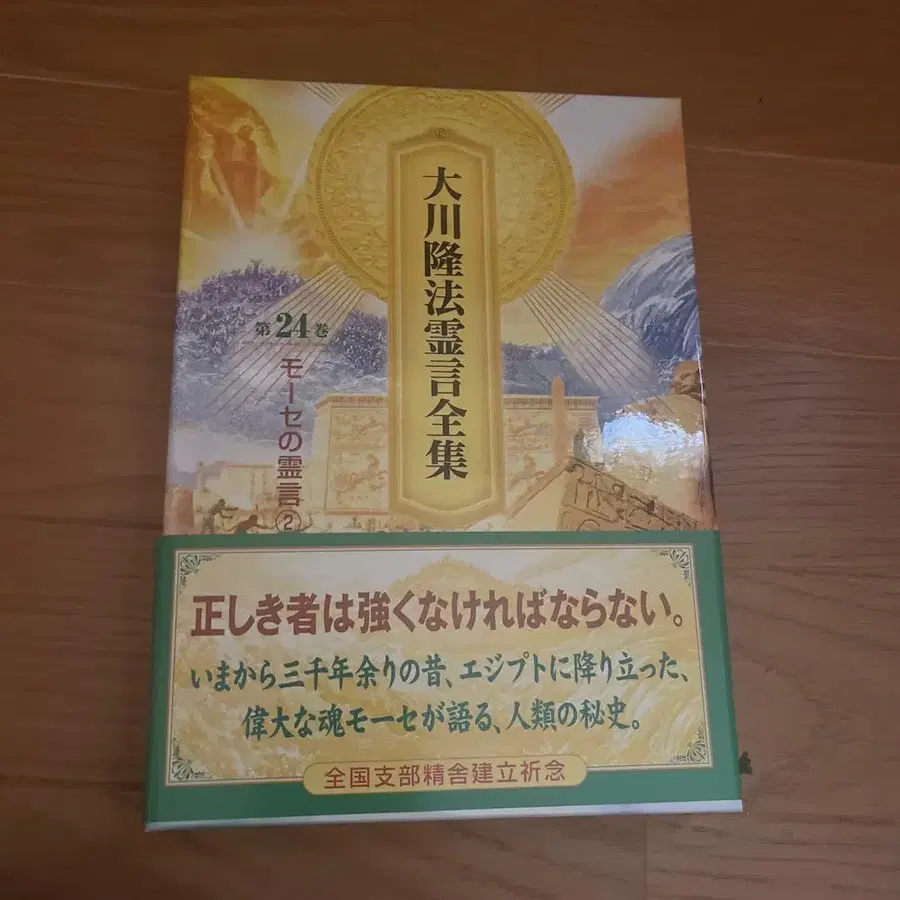 大川隆法霊言全集
第24巻
モーセの霊言②
正しき者は強くなければならない。
いまから三千年余りの昔、エジプトに降り立った、
偉大な魂モーセが語る、人類の秘史。
全国支部精舎建立祈念